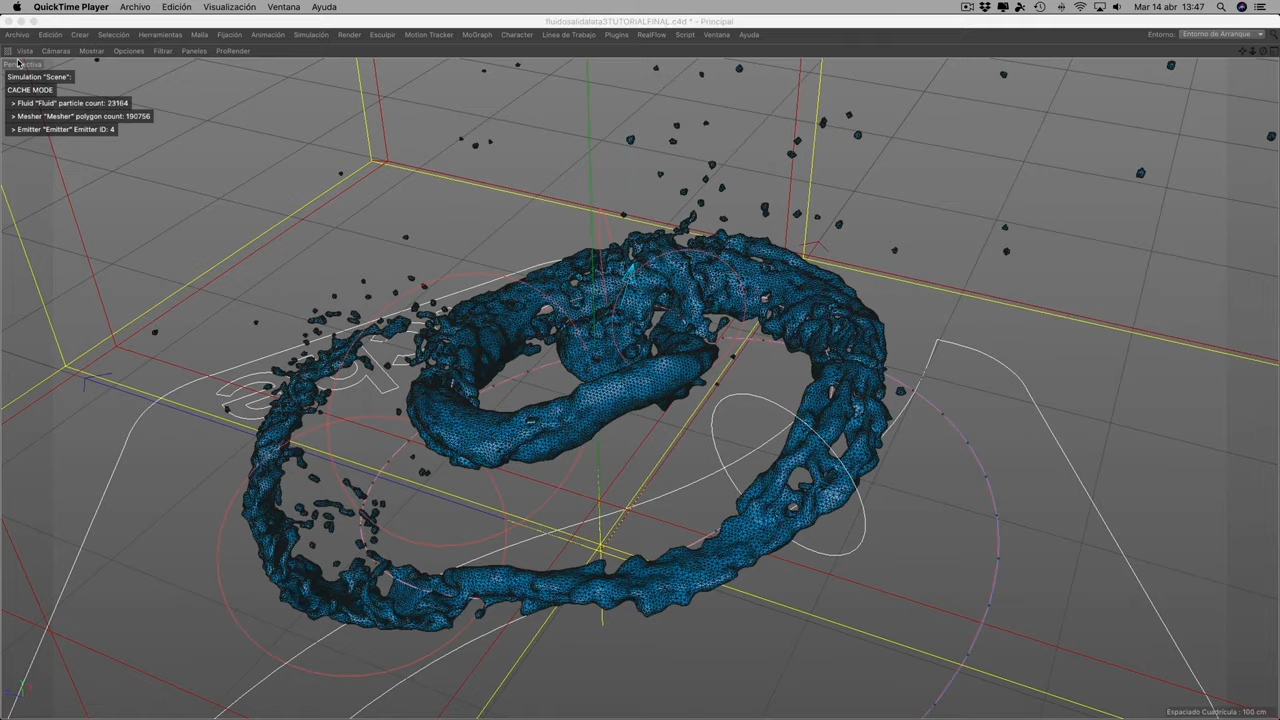 QuickTime Player Archivo Edición Visualización Ventana Ayuda Mar 14 abr 13:47
fluidosalidalata3TUTORIALFINAL.c4d * - Principal
Archivo Edición Crear Selección Herramientas Malla Fijación Animación Simulación Render Esculpir Motion Tracker MoGraph Character Línea de Trabajo Plugins RealFlow Script Ventana Ayuda Entorno: Entorno de Arranque
Vista Cámaras Mostrar Opciones Filtrar Paneles ProRender
Perspectiva
Simulation "Scene":
CACHE MODE
> Fluid "Fluid" particle count: 23164
> Mesher "Mesher" polygon count: 190756
> Emitter "Emitter" Emitter ID: 4
Espaciado Cuadrícula : 100 cm